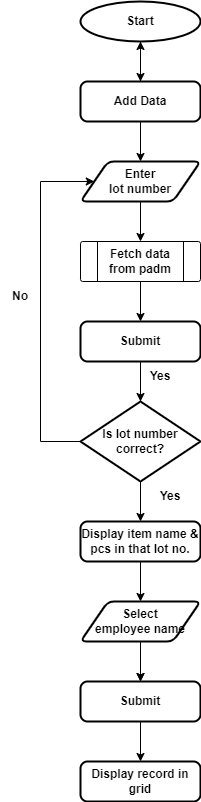 Start
Add Data
Enter
lot number
Fetch data
from padm
No
Submit
Yes
Is lot number
correct?
Yes
Display item name &
pcs in that lot no.
Select
employee name
Submit
Display record in
grid